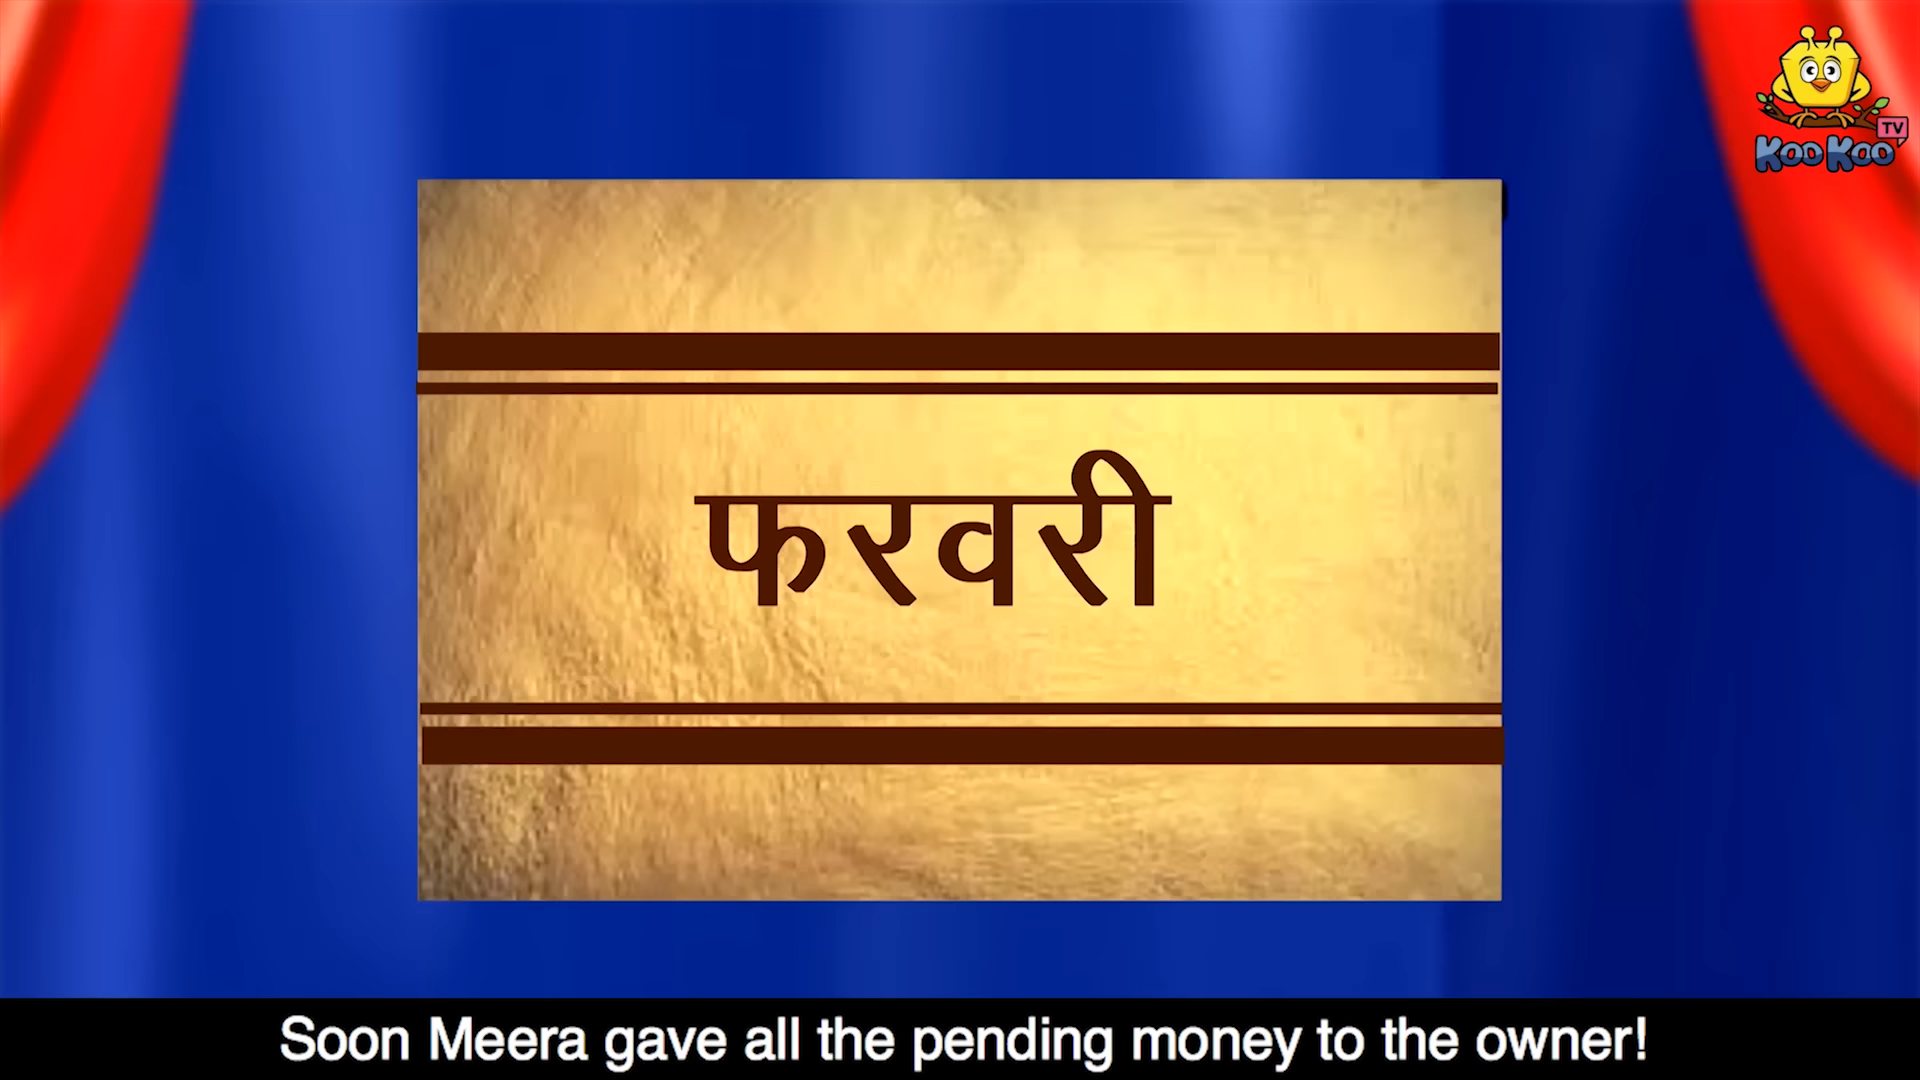 TV
KOO KOO
फरवरी
Soon Meera gave all the pending money to the owner!